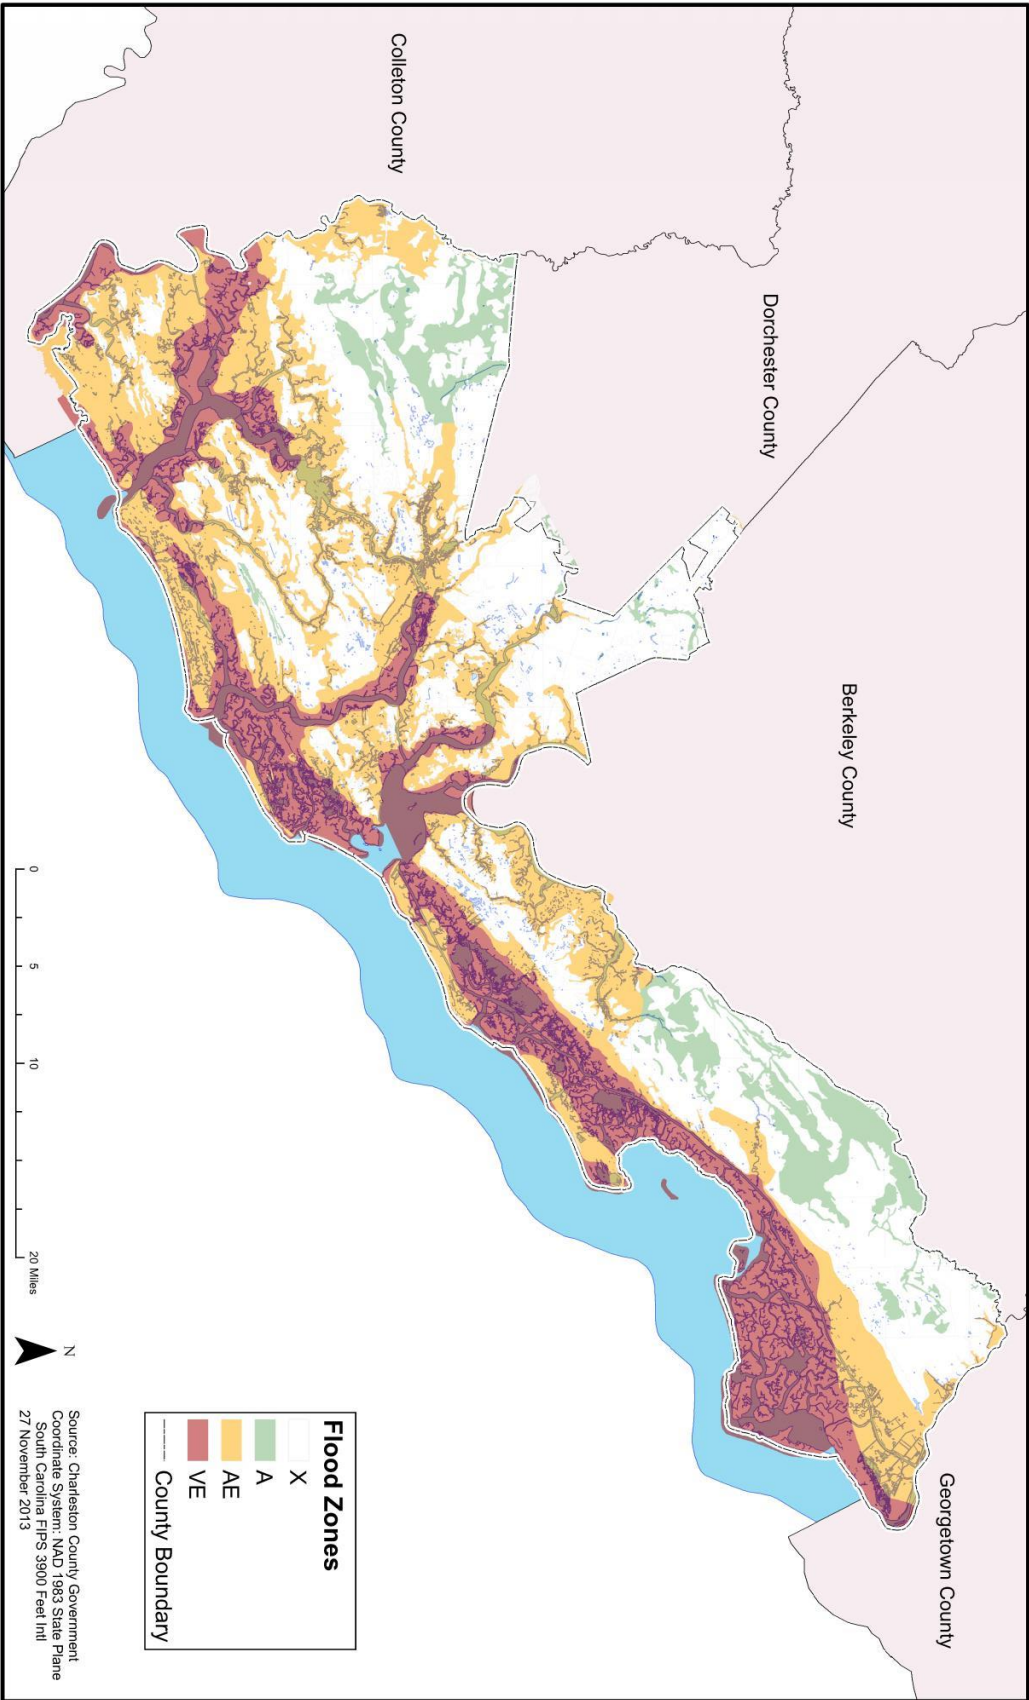 Colleton County
Dorchester County
Berkeley County
Georgetown County
0
5
10
20 Miles
N
Flood Zones
X
A
AE
VE
County Boundary
Source: Charleston County Government
Coordinate System: NAD 1983 State Plane
South Carolina FIPS 3900 Feet Intl
27 November 2013